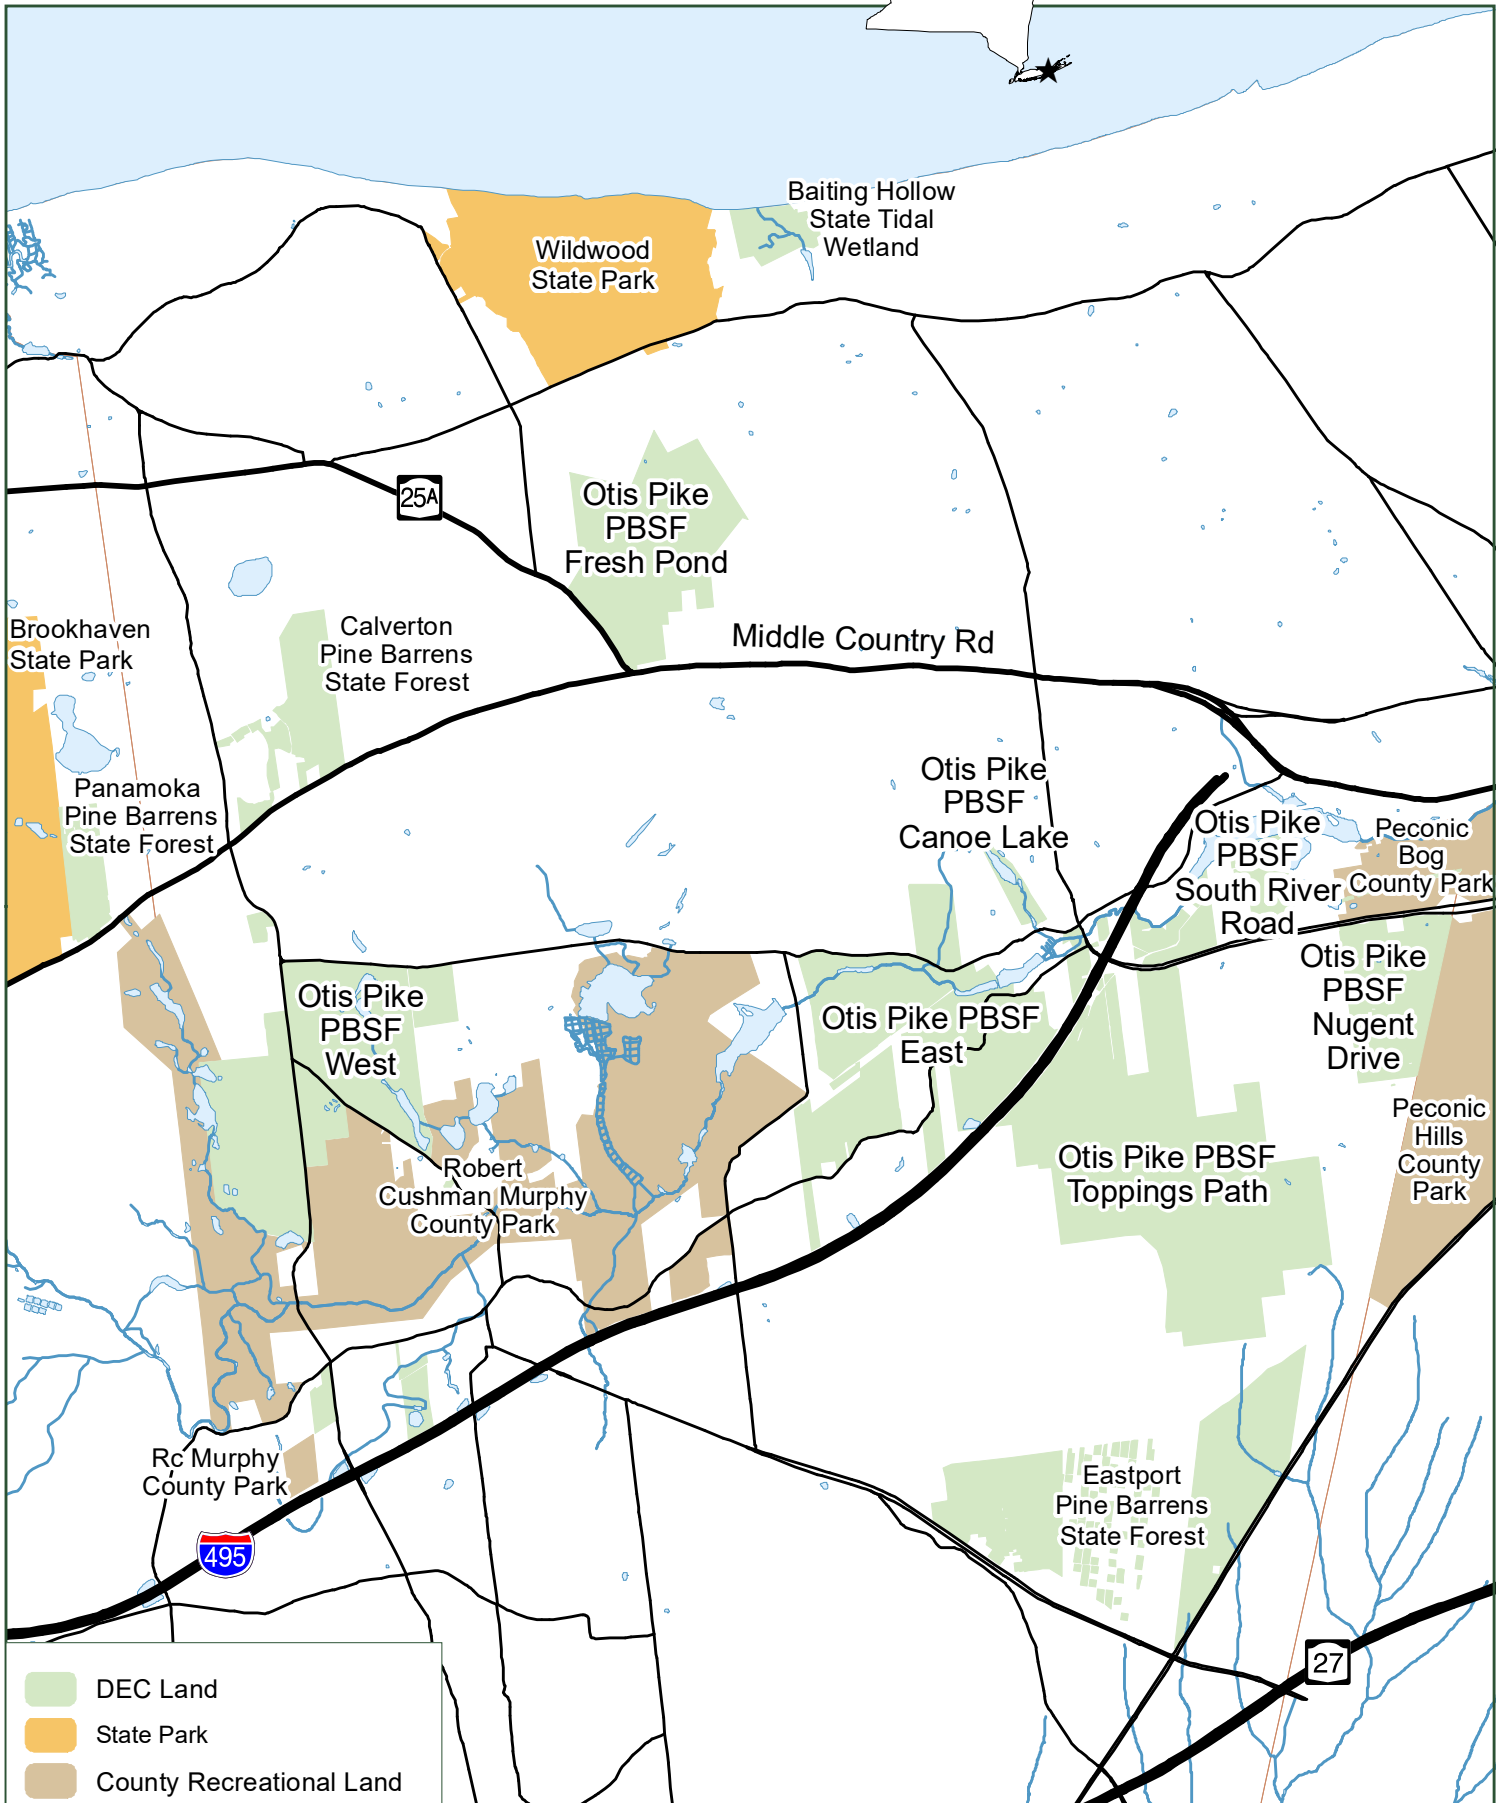 Baiting Hollow
State Tidal
Wetland
Wildwood
State Park
25A
Otis Pike
PBSF
Fresh Pond
Brookhaven
State Park
Calverton
Pine Barrens
State Forest
Middle Country Rd
Panamoka
Pine Barrens
State Forest
Otis Pike
PBSF
Canoe Lake
Otis Pike
PBSF
South River
Road
Peconic
Bog
County Park
Otis Pike
PBSF
West
Otis Pike PBSF
East
Otis Pike
PBSF
Nugent
Drive
Peconic
Hills
County
Park
Robert
Cushman Murphy
County Park
Otis Pike PBSF
Toppings Path
Rc Murphy
County Park
Eastport
Pine Barrens
State Forest
495
27
DEC Land
State Park
County Recreational Land